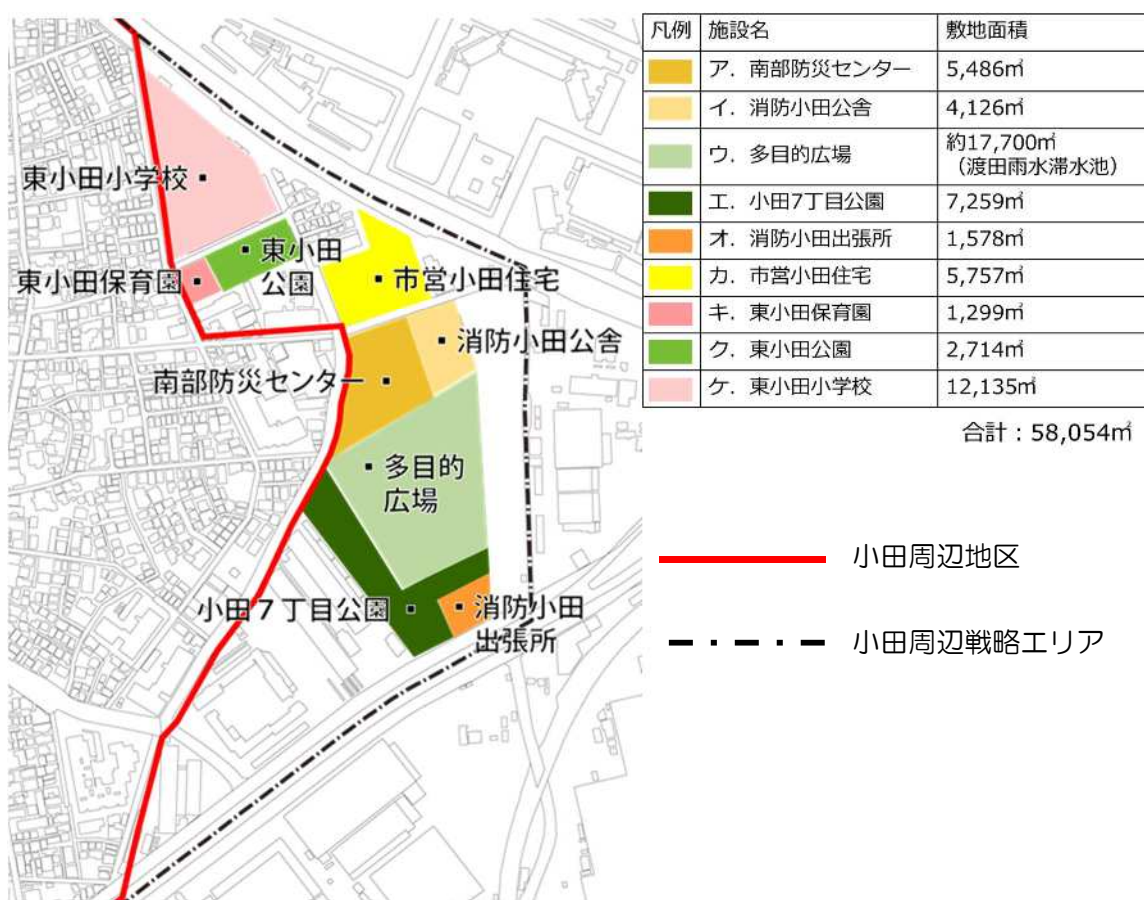 東小田小学校
東小田
公園
東小田保育園
市営小田住宅
消防小田公舎
南部防災センター
多目的
広場
小田7丁目公園
消防小田
出張所
凡例 施設名 敷地面積
ア．南部防災センター 5,486㎡
イ．消防小田公舎 4,126㎡
ウ．多目的広場 約17,700㎡
（渡田雨水滞水池）
エ．小田7丁目公園 7,259㎡
オ．消防小田出張所 1,578㎡
カ．市営小田住宅 5,757㎡
キ．東小田保育園 1,299㎡
ク．東小田公園 2,714㎡
ケ．東小田小学校 12,135㎡
合計：58,054㎡
小田周辺地区
小田周辺戦略エリア